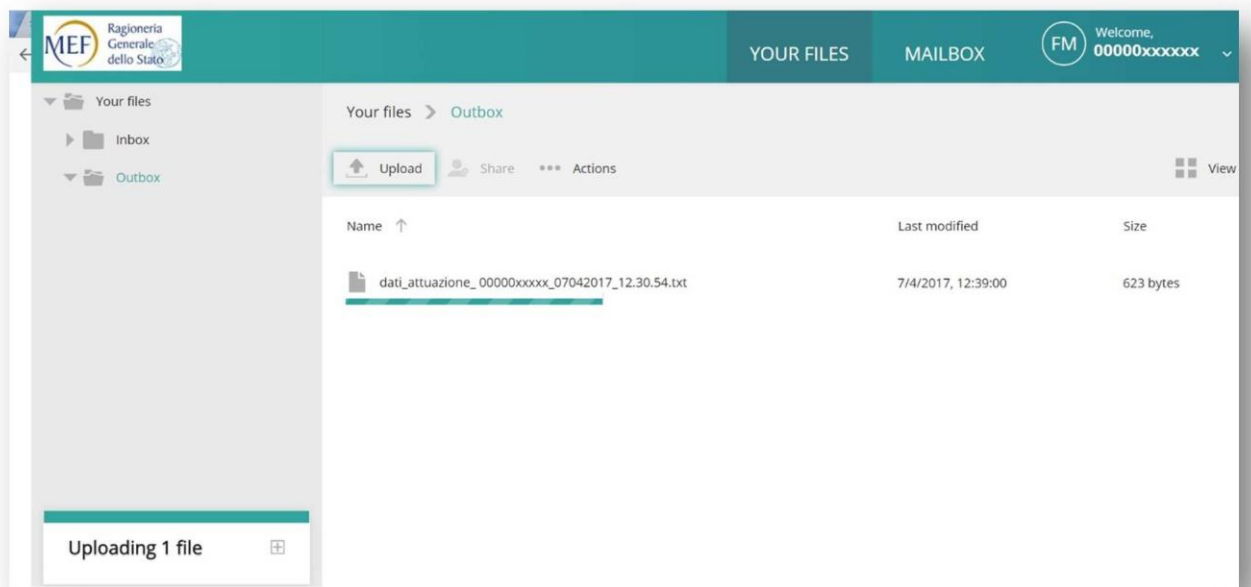 MEF
Ragioneria
Generale
dello Stato
YOUR FILES
MAILBOX
FM
Welcome,
00000xxxxxx
Your files
Inbox
Outbox
Your files > Outbox
Upload
Share
Actions
View
Name
Last modified
Size
dati_attuazione_ 00000xxxxx_07042017_12.30.54.txt
7/4/2017, 12:39:00
623 bytes
Uploading 1 file